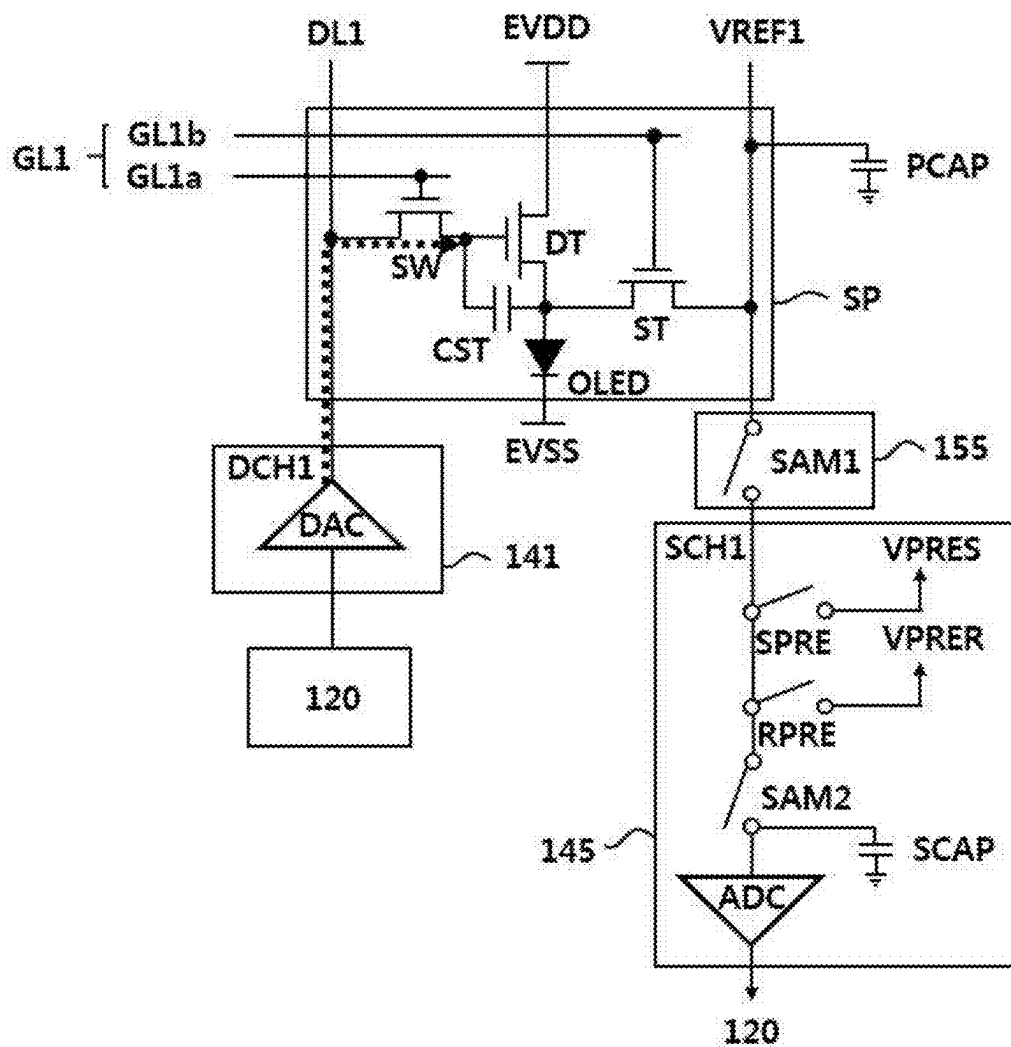 DL1
EVDD
VREF1
GL1
GL1b
GL1a
PCAP
DT
SW
SP
ST
CST
OLED
EVSS
SAM1
155
DCH1
DAC
141
SCH1
VPRES
SPRE
VPRER
120
RPRE
SAM2
145
SCAP
ADC
120